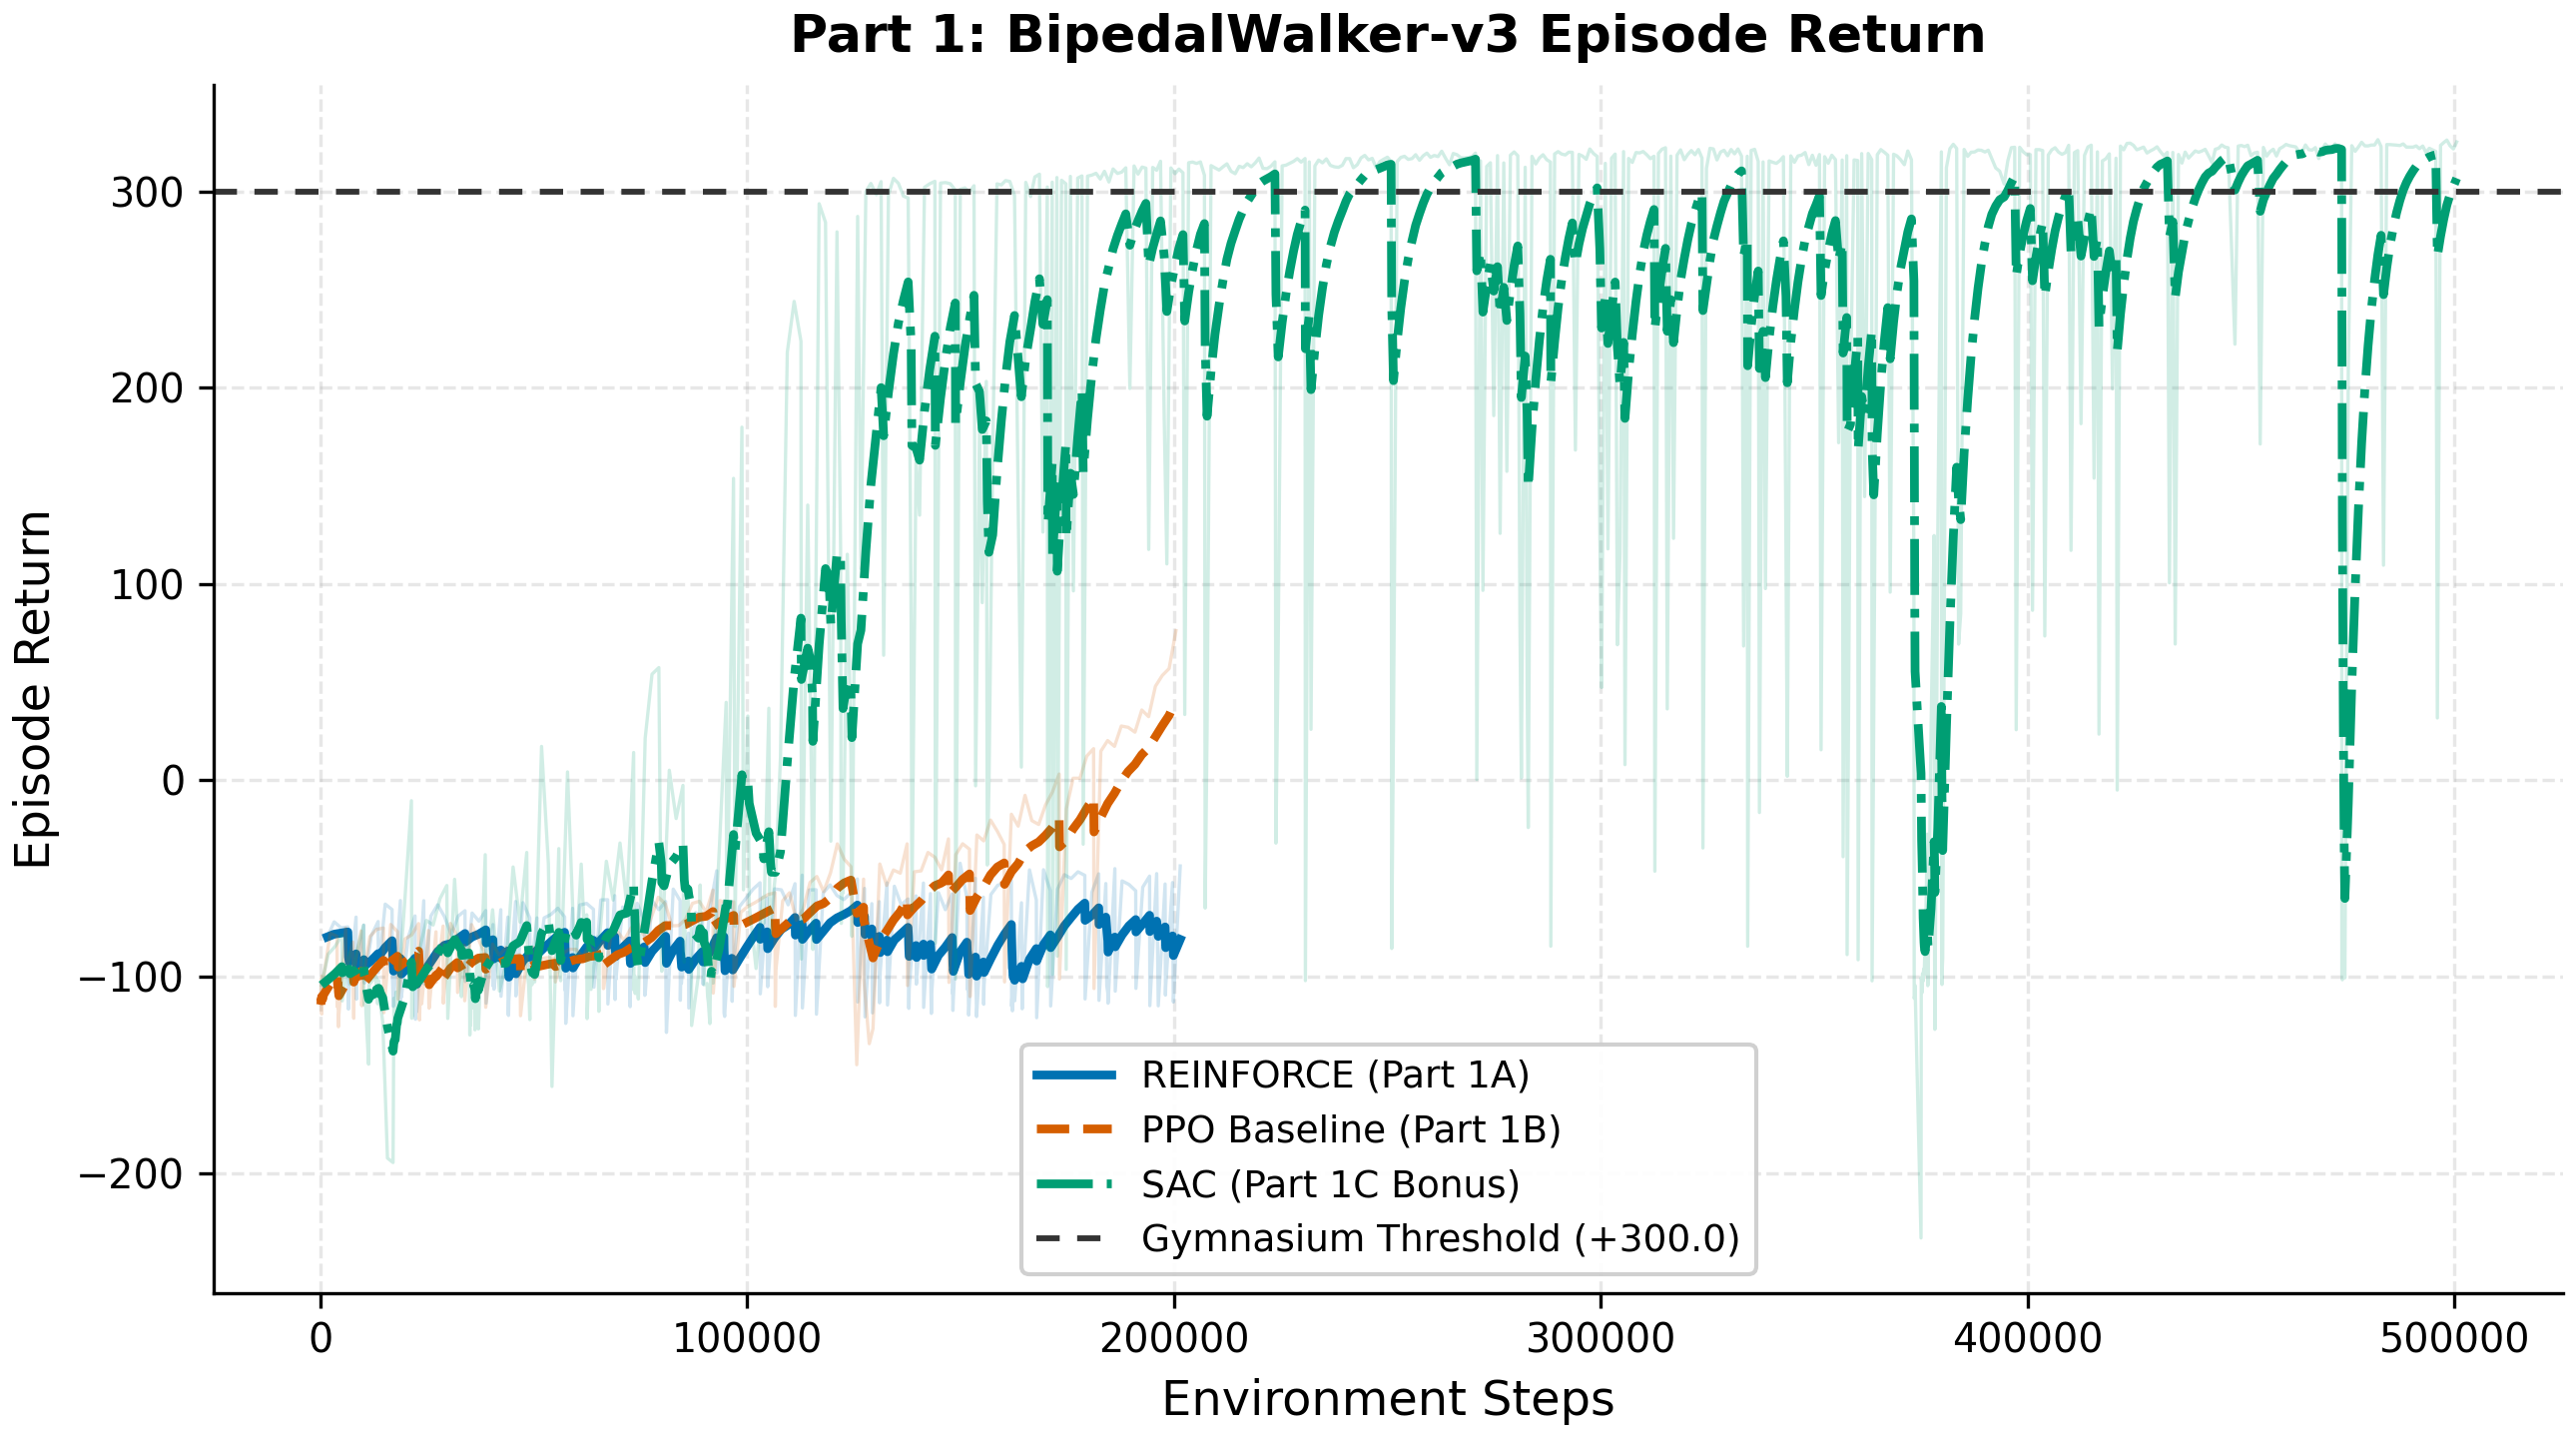 Part 1: BipedalWalker-v3 Episode Return
Episode Return
300
200
100
0
−100
−200
REINFORCE (Part 1A)
PPO Baseline (Part 1B)
SAC (Part 1C Bonus)
Gymnasium Threshold (+300.0)
0 100000 200000 300000 400000 500000
Environment Steps